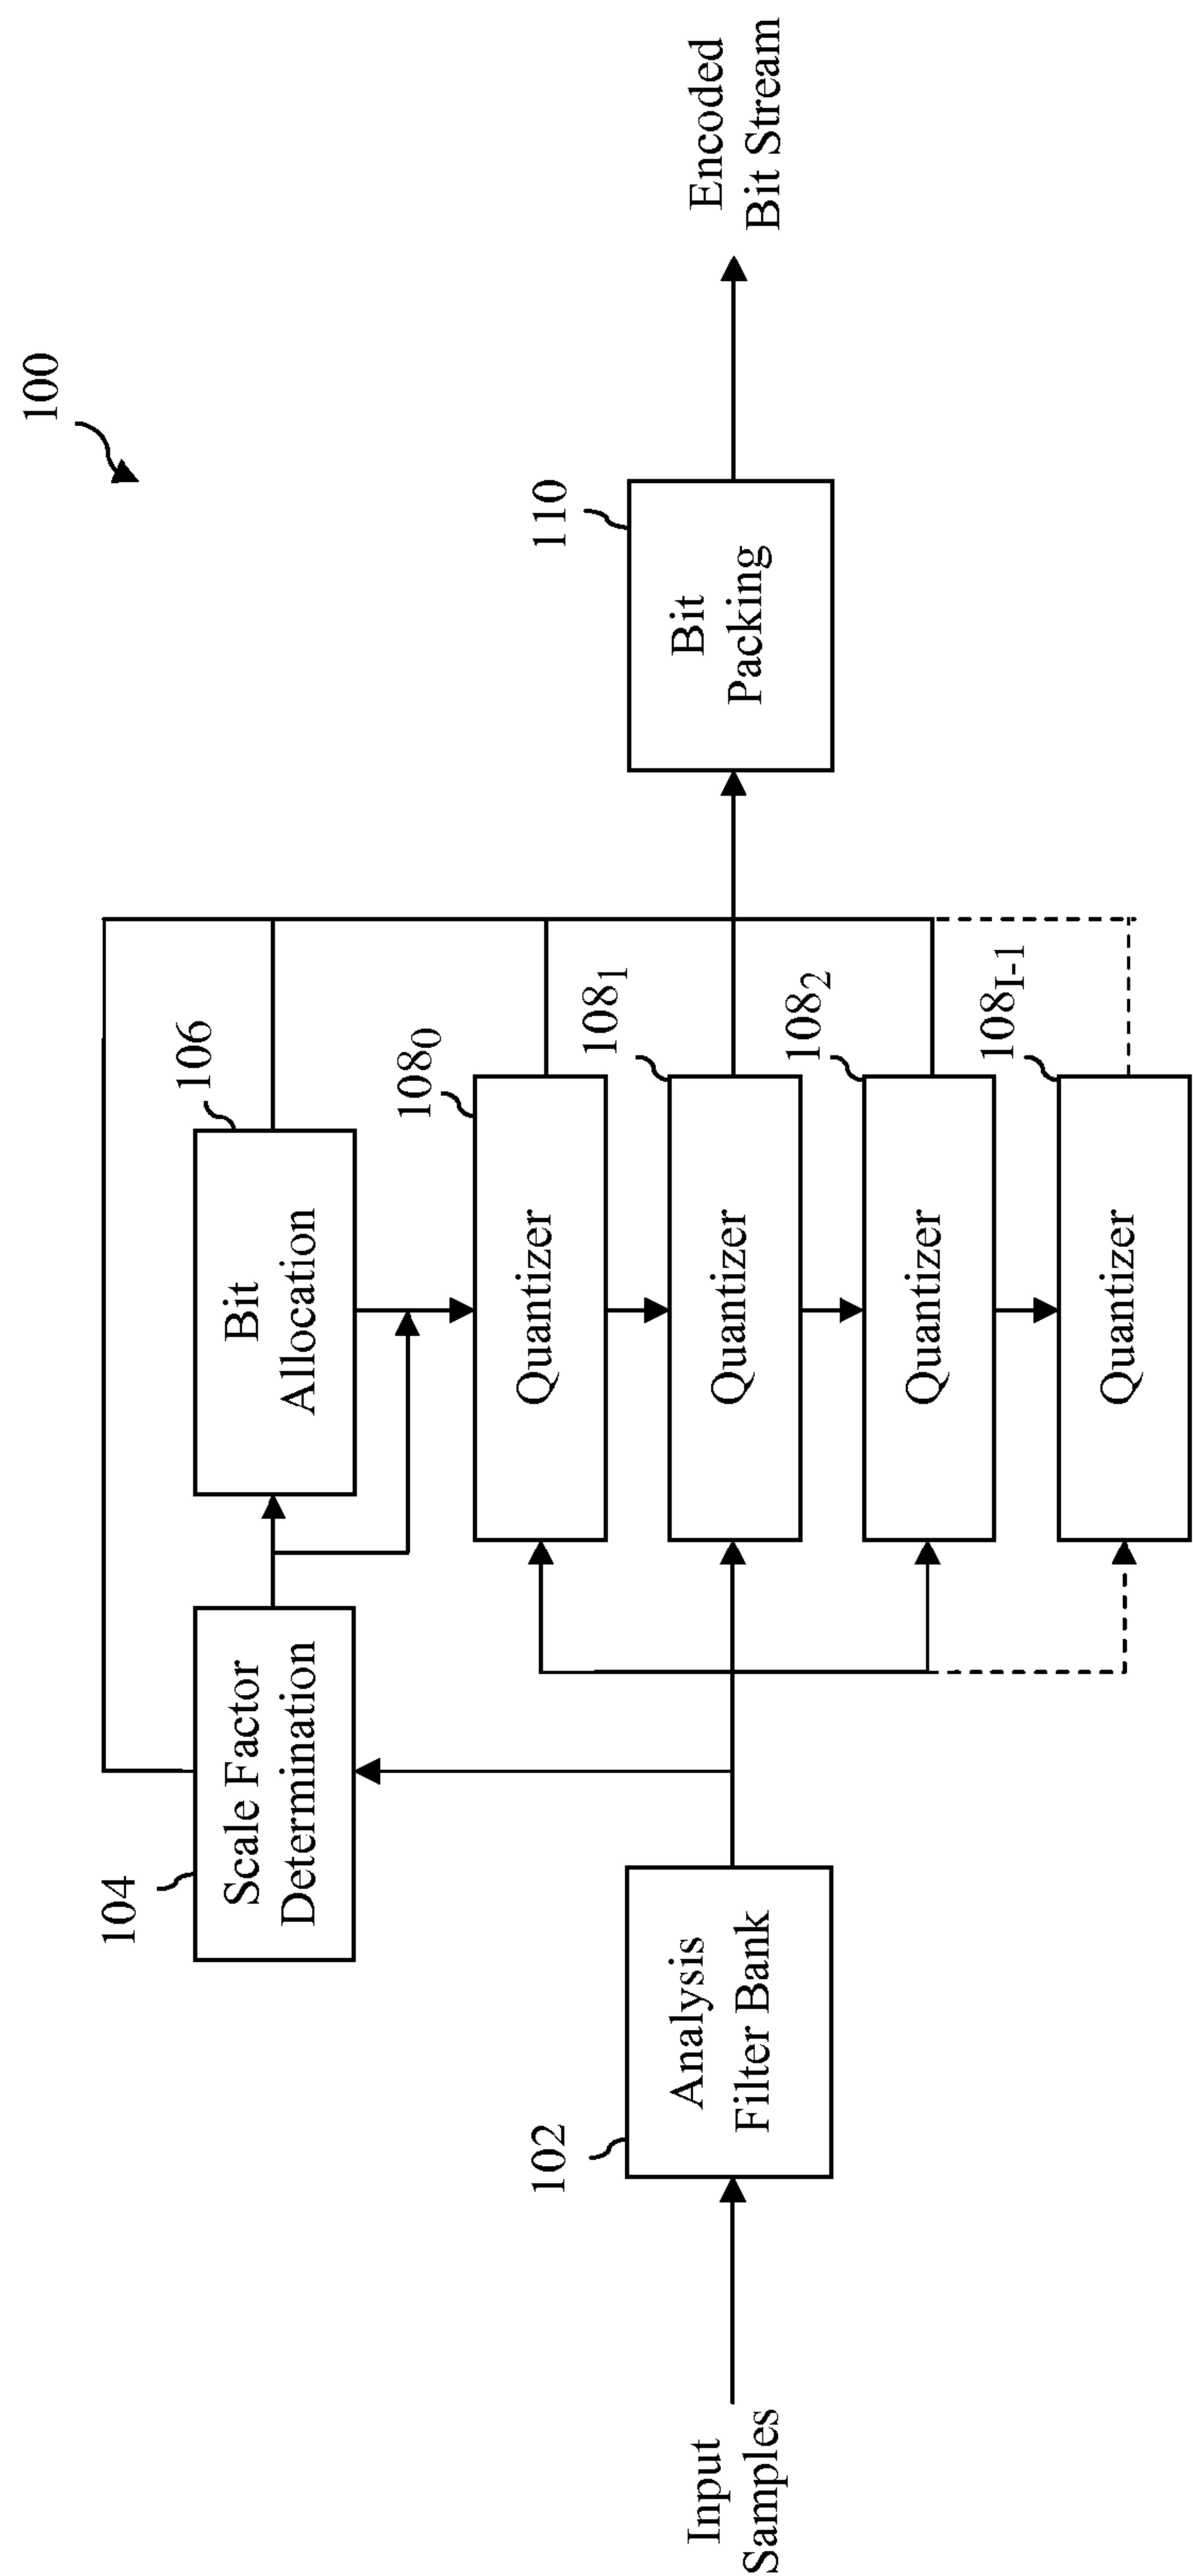 100
104
Scale Factor
Determination
106
Bit
Allocation
108₀
Quantizer
108₁
Quantizer
108₂
Quantizer
108I-1
Quantizer
Input
Samples
102
Analysis
Filter Bank
110
Bit
Packing
Encoded
Bit Stream